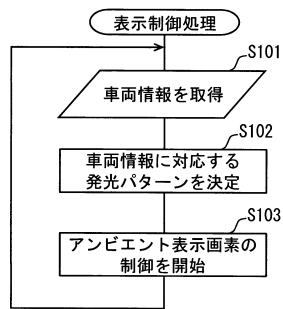 表示制御処理
S101
車両情報を取得
S102
車両情報に対応する
発光パターンを決定
S103
アンビエント表示画素の
制御を開始